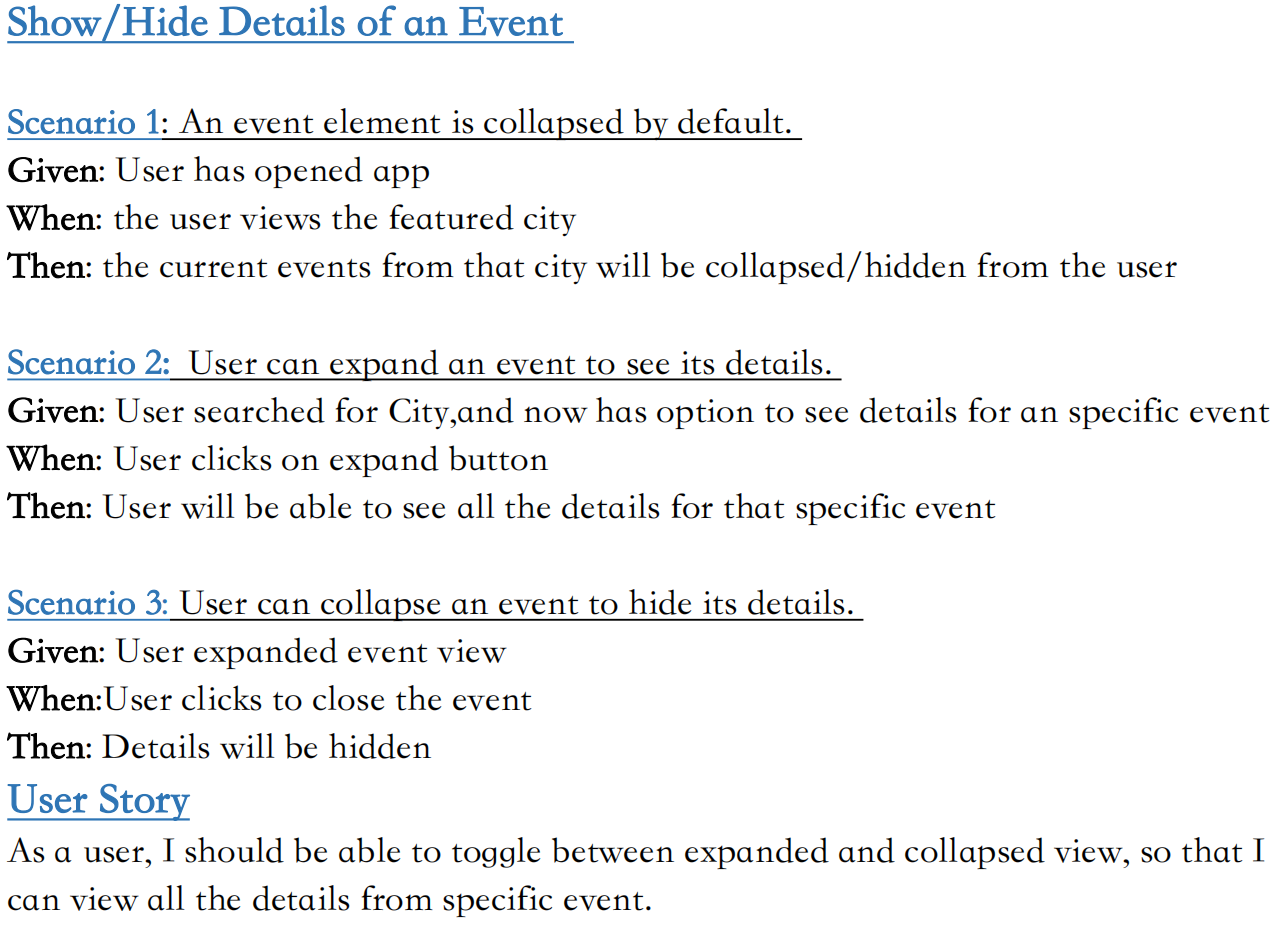 Show/Hide Details of an Event
Scenario 1: An event element is collapsed by default.
Given: User has opened app
When: the user views the featured city
Then: the current events from that city will be collapsed/hidden from the user
Scenario 2: User can expand an event to see its details.
Given: User searched for City,and now has option to see details for an specific event
When: User clicks on expand button
Then: User will be able to see all the details for that specific event
Scenario 3: User can collapse an event to hide its details.
Given: User expanded event view
When:User clicks to close the event
Then: Details will be hidden
User Story
As a user, I should be able to toggle between expanded and collapsed view, so that I
can view all the details from specific event.